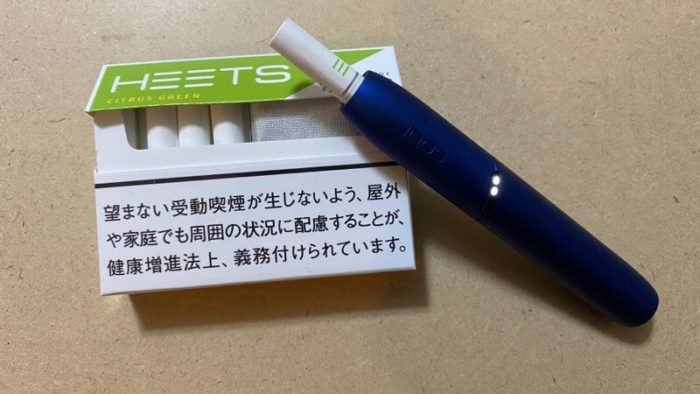 HEETS
CITRUS GREEN
IQOS
望まない受動喫煙が生じないよう、屋外
や家庭でも周囲の状況に配慮することが、
健康増進法上、義務付けられています。